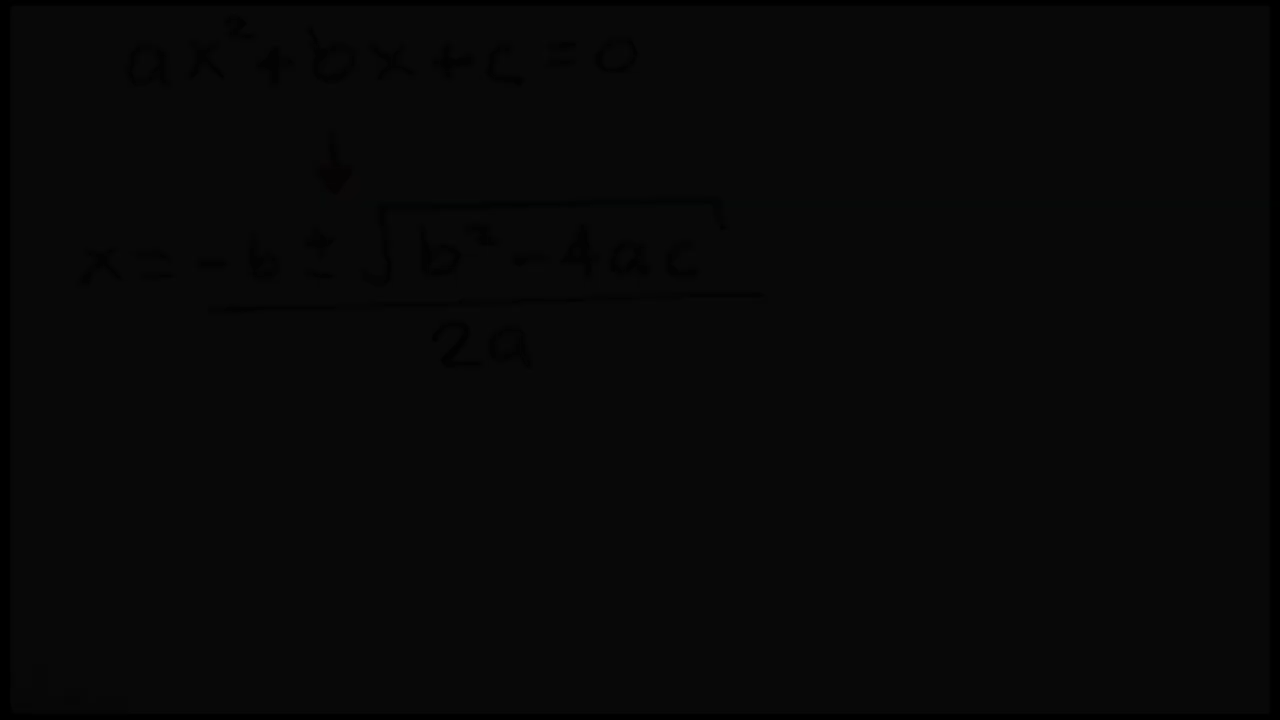 ax²+bx+c=0
x = -b ± √b²-4ac
2a